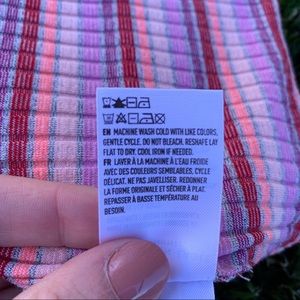 EN MACHINE WASH COLD WITH LIKE COLORS,
GENTLE CYCLE. DO NOT BLEACH. RESHAPE LAY
FLAT TO DRY. COOL IRON IF NEEDED.
FR LAVER À LA MACHINE À L'EAU FROIDE
AVEC DES COULEURS SEMBLABLES, CYCLE
DÉLICAT. NE PAS JAVELLISER. REDONNER
LA FORME ORIGINALE ET SÉCHER À PLAT.
REPASSER À BASSE TEMPÉRATURE AU
BESOIN.